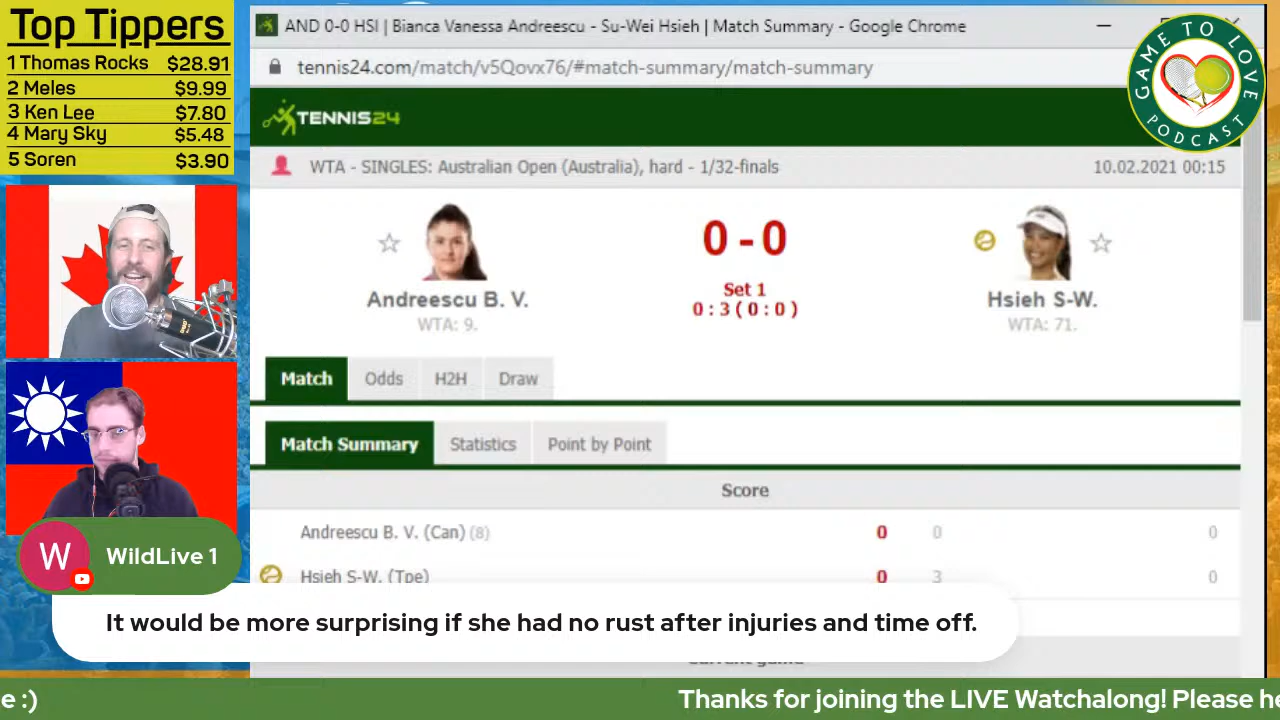 Top Tippers
1 Thomas Rocks $28.91
2 Meles $9.99
3 Ken Lee $7.80
4 Mary Sky $5.48
5 Soren $3.90
AND 0-0 HSI | Bianca Vanessa Andreescu - Su-Wei Hsieh | Match Summary - Google Chrome
tennis24.com/match/v5Qovx76/#match-summary/match-summary
GAME TO LOVE
PODCAST
TENNIS24
WTA - SINGLES: Australian Open (Australia), hard - 1/32-finals
10.02.2021 00:15
0 - 0
Set 1
0 : 3 ( 0 : 0 )
Andreescu B. V.
WTA: 9.
Hsieh S-W.
WTA: 71.
Match Odds H2H Draw
Match Summary Statistics Point by Point
Score
Andreescu B. V. (Can) (8) 0 0 0
Hsieh S-W. (Tpe) 0 3 0
W WildLive 1
It would be more surprising if she had no rust after injuries and time off.
Current game
e :) Thanks for joining the LIVE Watchalong! Please he